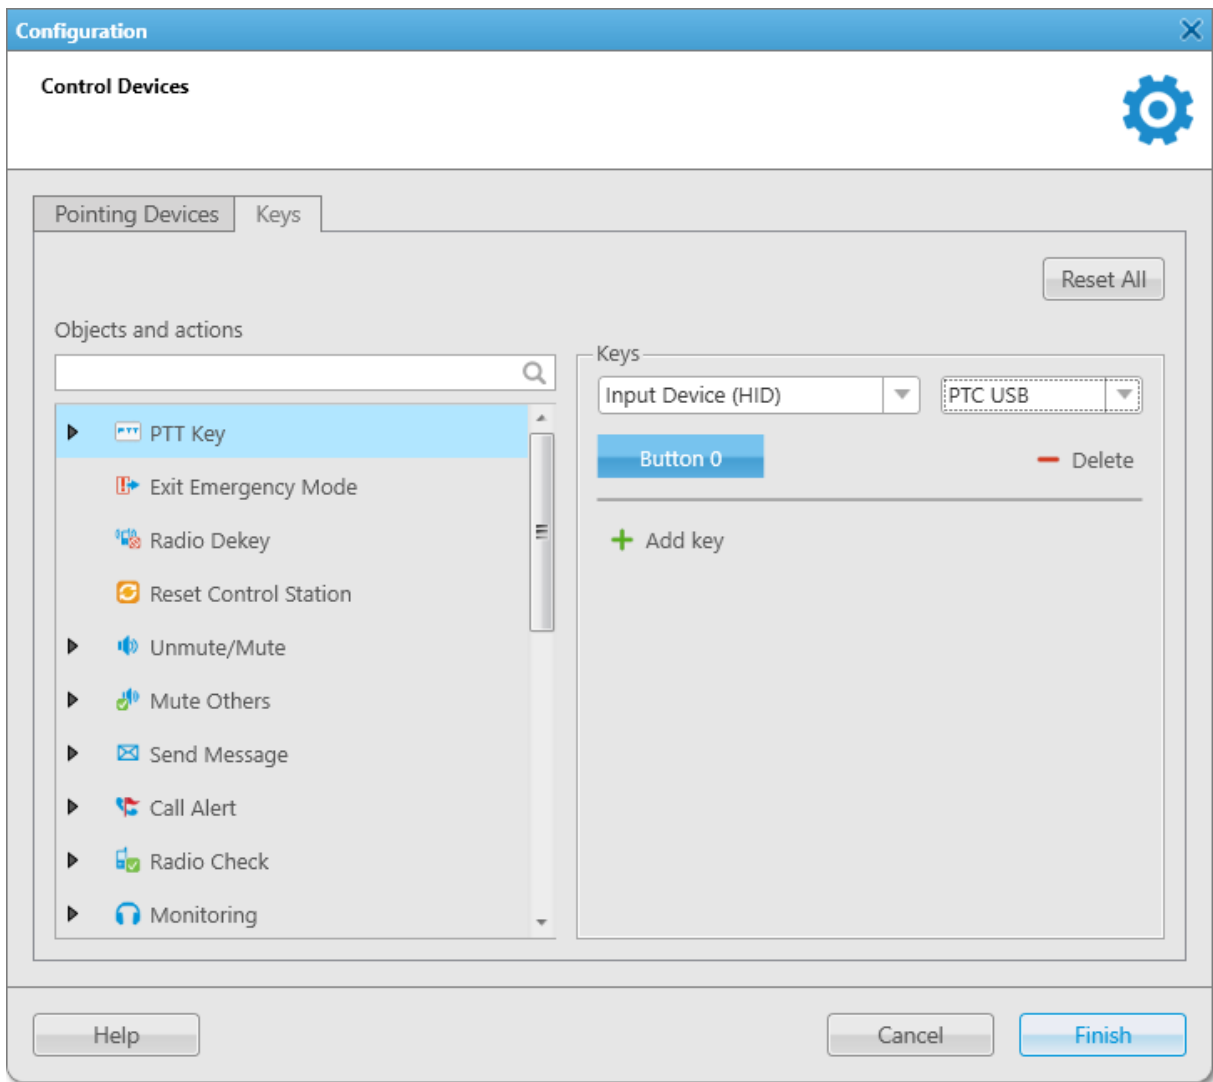 Configuration
Control Devices
Pointing Devices
Keys
Reset All
Objects and actions
PTT PTT Key
Exit Emergency Mode
Radio Dekey
Reset Control Station
Unmute/Mute
Mute Others
Send Message
Call Alert
Radio Check
Monitoring
Keys
Input Device (HID)
PTC USB
Button 0
Delete
Add key
Help
Cancel
Finish